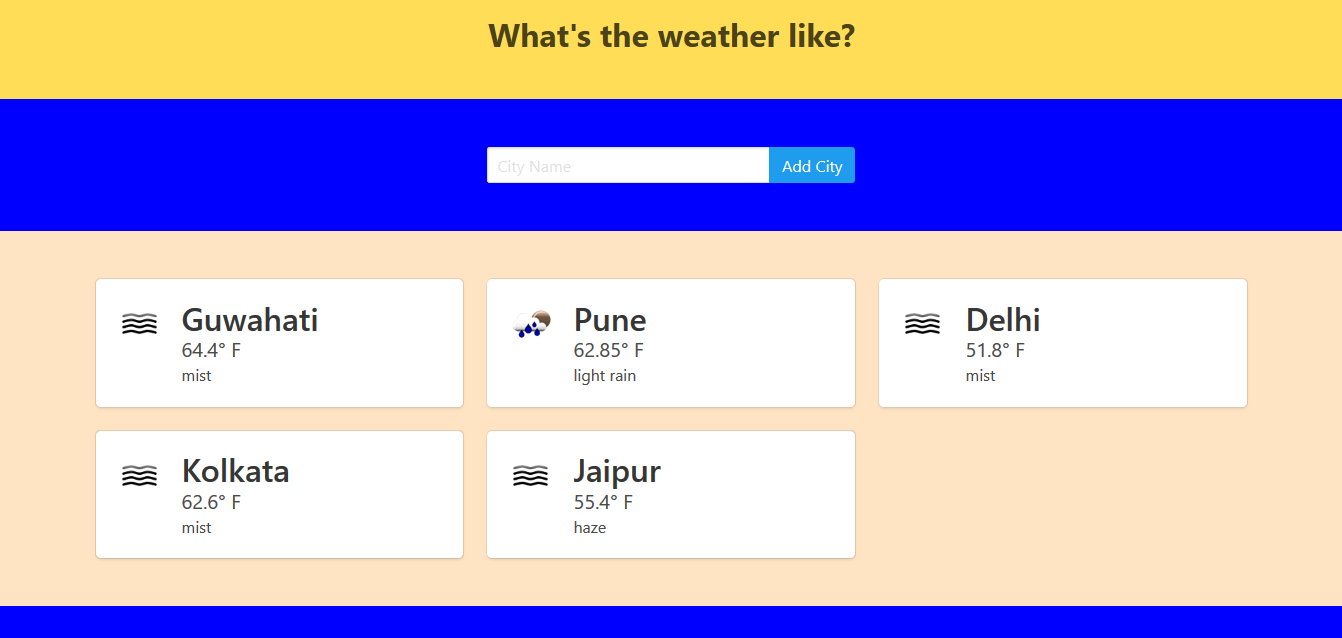 What's the weather like?
City Name
Add City
Guwahati
64.4° F
mist
Pune
62.85° F
light rain
Delhi
51.8° F
mist
Kolkata
62.6° F
mist
Jaipur
55.4° F
haze